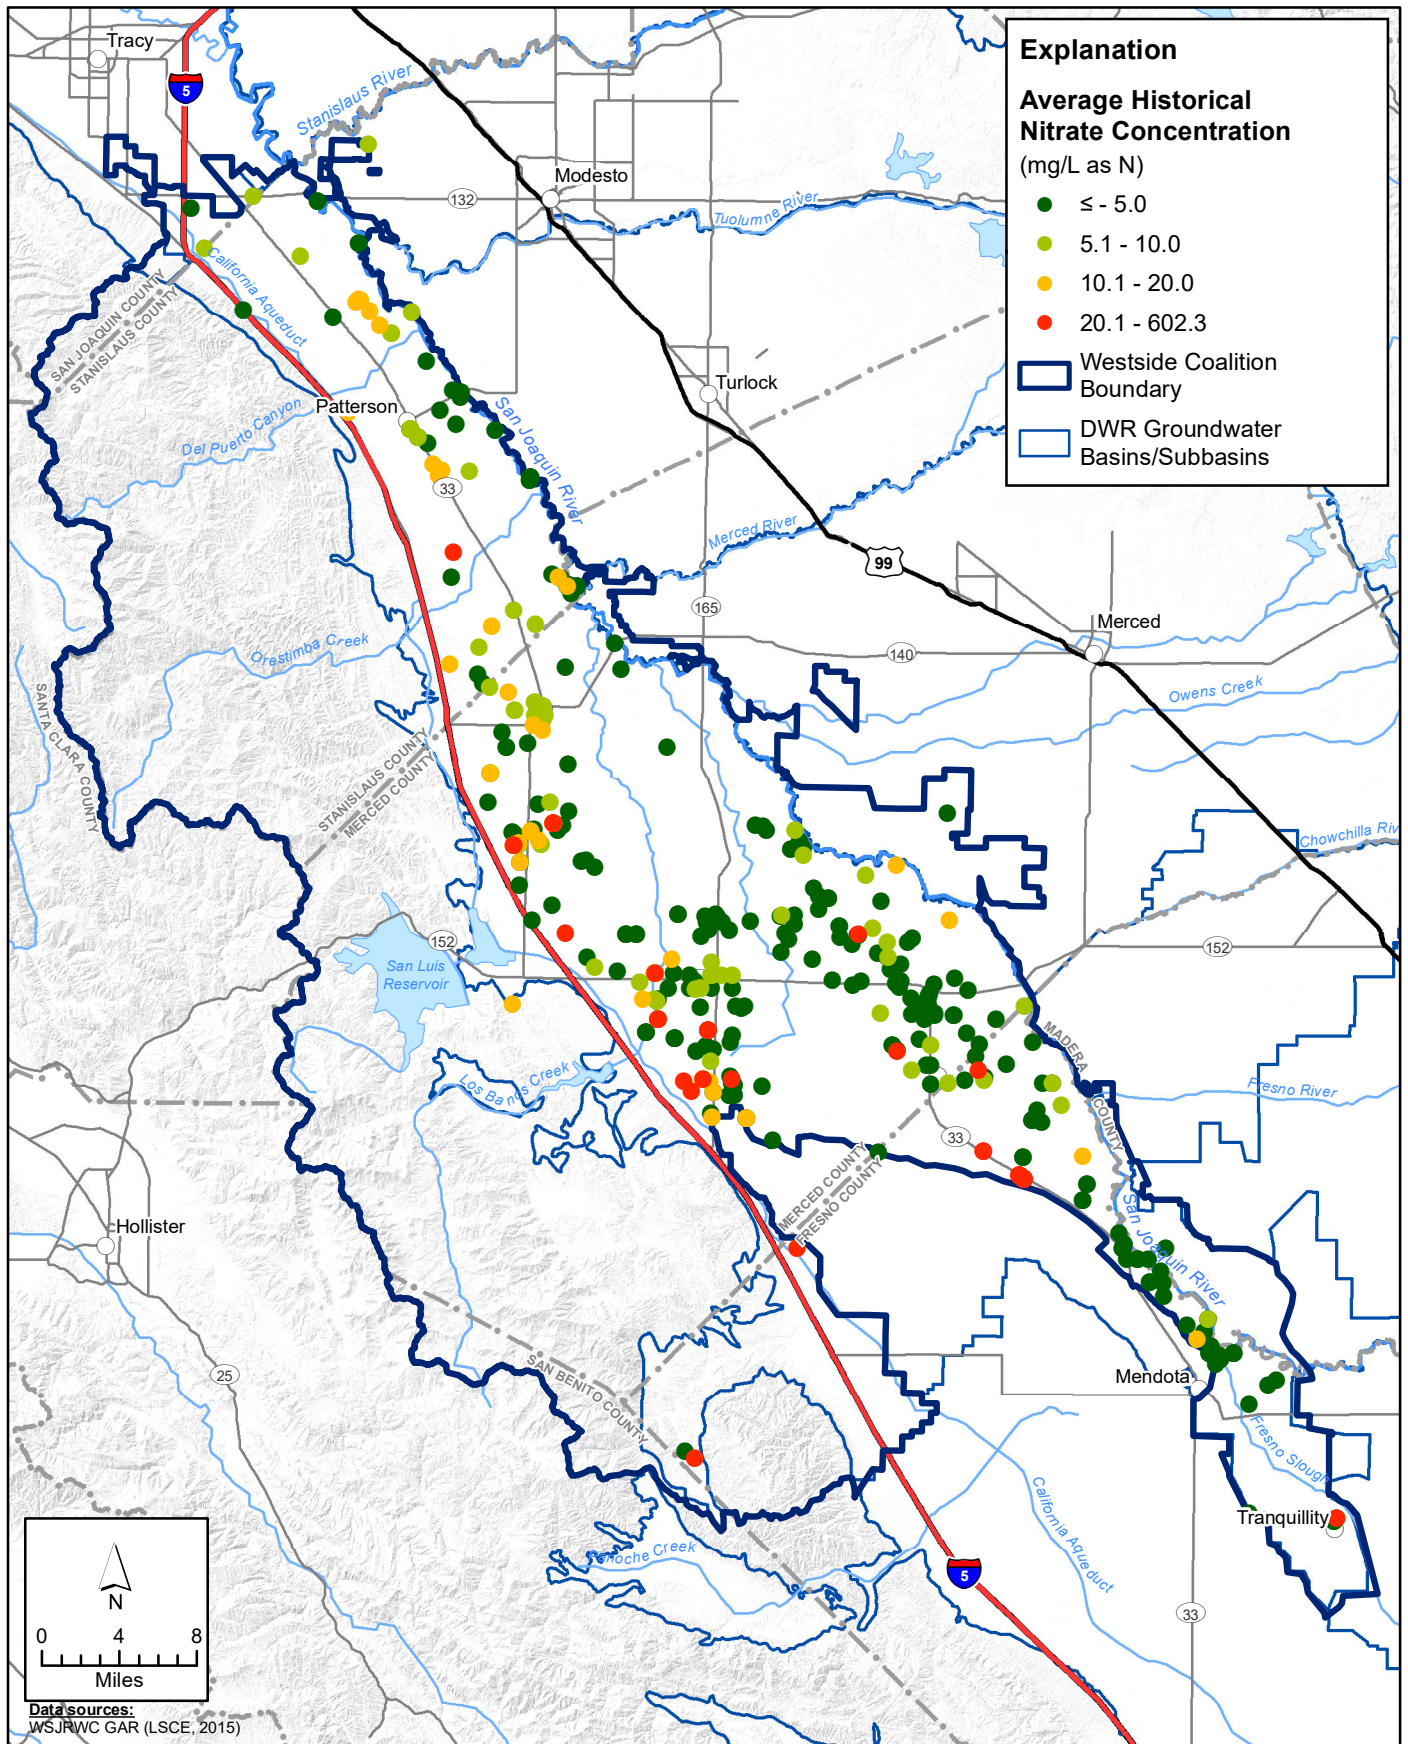 Explanation
Average Historical
Nitrate Concentration
(mg/L as N)
≤ - 5.0
5.1 - 10.0
10.1 - 20.0
20.1 - 602.3
Westside Coalition
Boundary
DWR Groundwater
Basins/Subbasins
Tracy
5
Stanislaus River
Modesto
132
Tuolumne River
California Aqueduct
SAN JOAQUIN COUNTY
STANISLAUS COUNTY
Turlock
Patterson
Del Puerto Canyon
San Joaquin River
33
Merced River
99
165
Merced
140
Orestimba Creek
Owens Creek
SANTA CLARA COUNTY
STANISLAUS COUNTY
MERCED COUNTY
Chowchilla Riv
152
San Luis
Reservoir
152
MADERA COUNTY
Los Banos Creek
Fresno River
33
MERCED COUNTY
FRESNO COUNTY
Hollister
San Joaquin River
25
SAN BENITO COUNTY
Mendota
Fresno Slough
California Aqueduct
Tranquillity
Panoche Creek
5
33
N
0 4 8
Miles
Data sources:
WSJRWC GAR (LSCE, 2015)